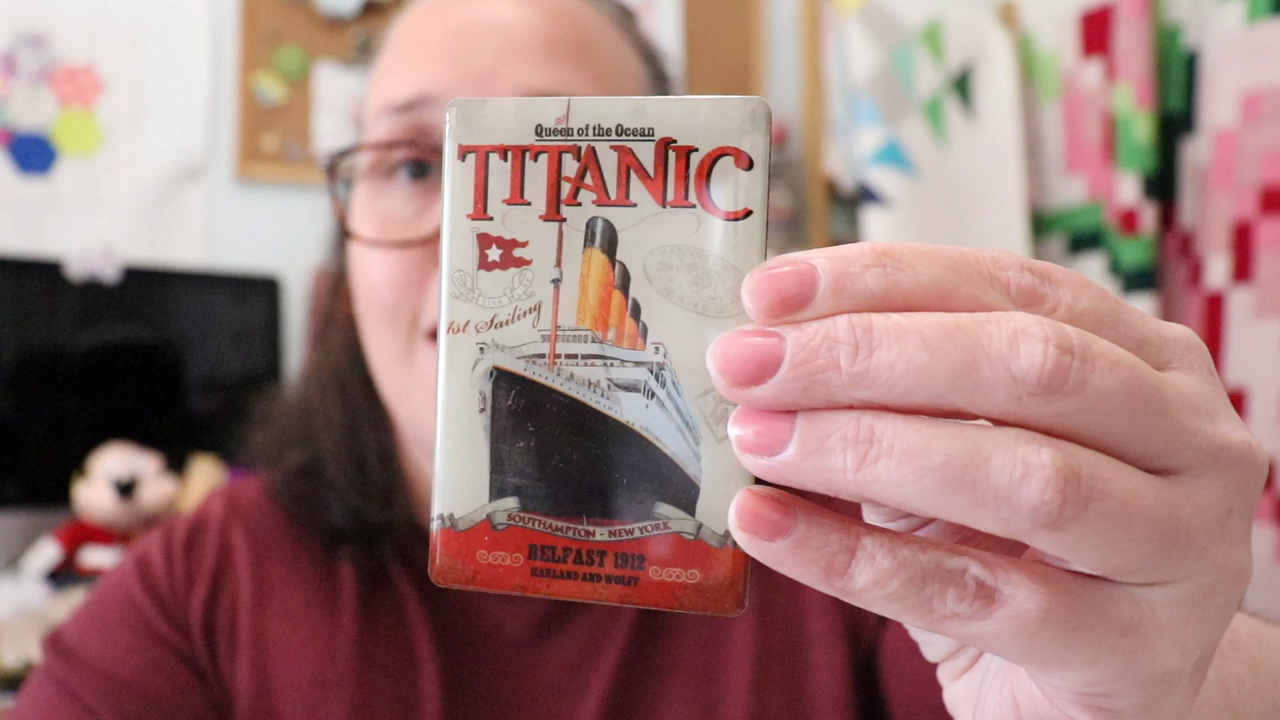 Queen of the Ocean
TITANIC
1st Sailing
SOUTHAMPTON - NEW YORK
BELFAST 1912
HARLAND AND WOLFF